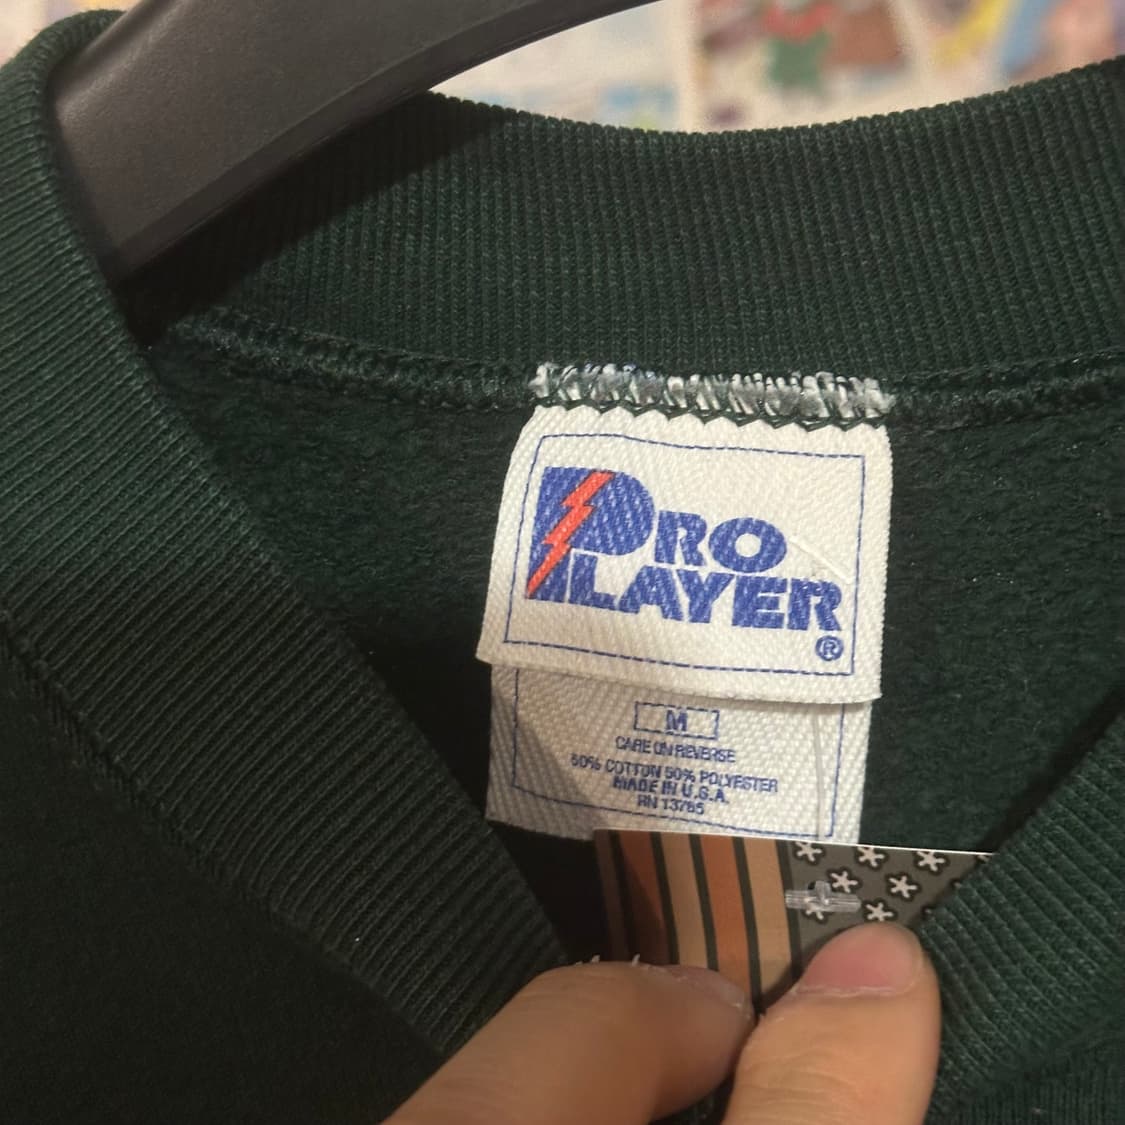 PRO
PLAYER
®
M
CARE ON REVERSE
50% COTTON 50% POLYESTER
MADE IN U.S.A.
RN 13765